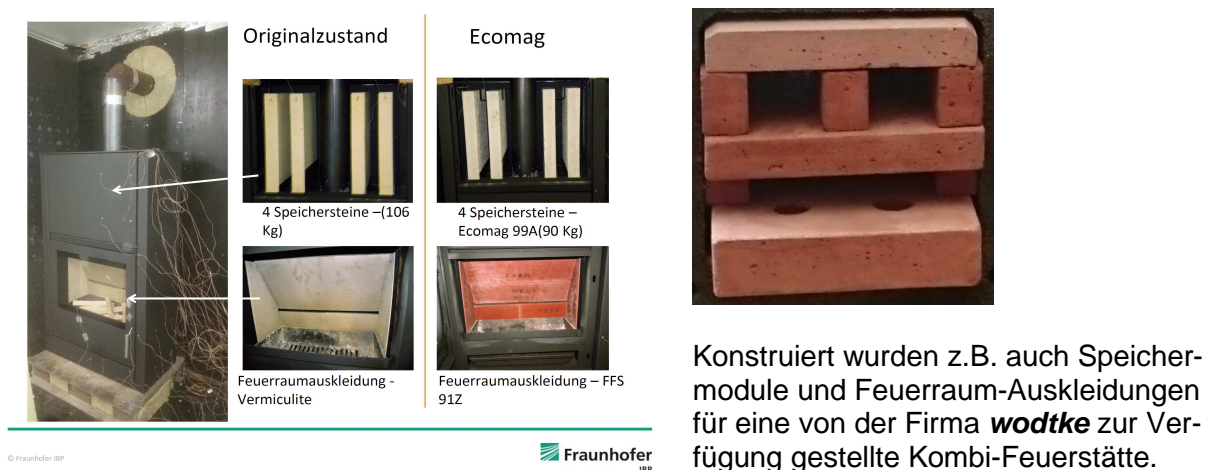 Originalzustand
Ecomag
4 Speichersteine –(106
Kg)
4 Speichersteine –
Ecomag 99A(90 Kg)
Feuerraumauskleidung -
Vermiculite
Feuerraumauskleidung – FFS
91Z
© Fraunhofer IBP
Fraunhofer
IBP
Konstruiert wurden z.B. auch Speicher-
module und Feuerraum-Auskleidungen
für eine von der Firma wodtke zur Ver-
fügung gestellte Kombi-Feuerstätte.